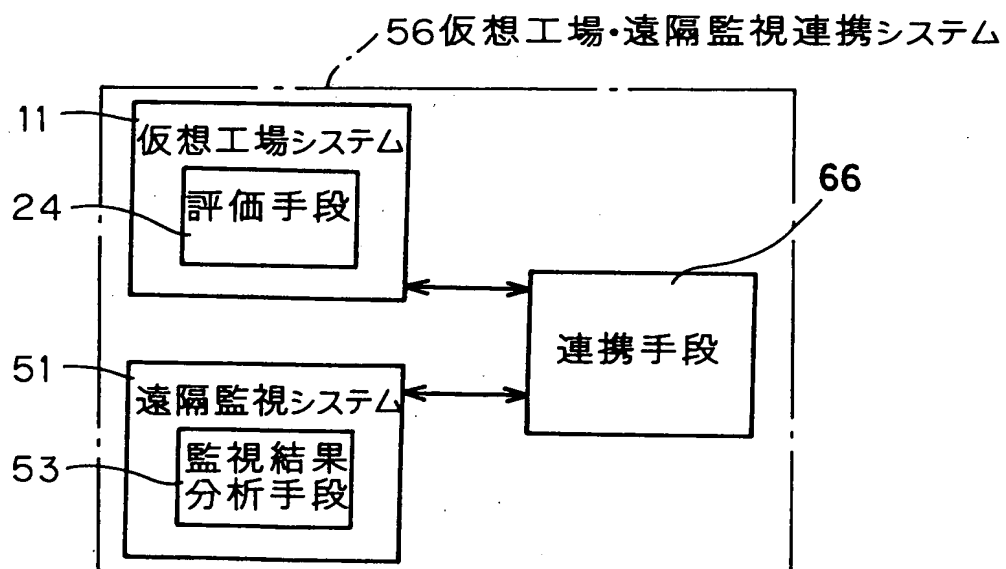 56仮想工場・遠隔監視連携システム
11
仮想工場システム
24
評価手段
66
連携手段
51
遠隔監視システム
53
監視結果
分析手段